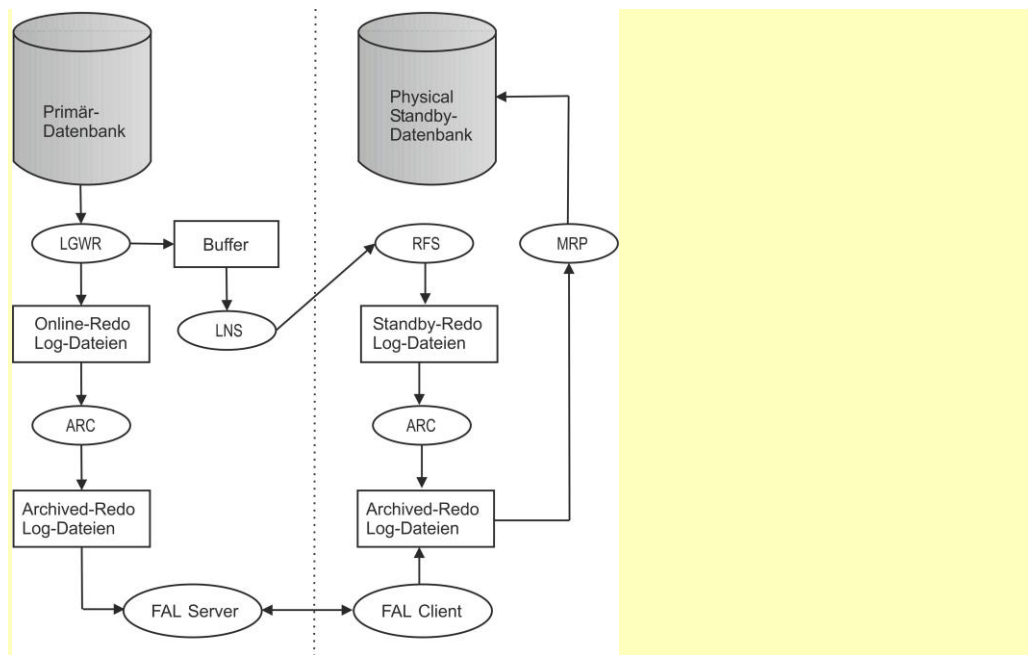 Primär-
Datenbank
Physical
Standby-
Datenbank
LGWR
Buffer
RFS
MRP
Online-Redo
Log-Dateien
LNS
Standby-Redo
Log-Dateien
ARC
ARC
Archived-Redo
Log-Dateien
Archived-Redo
Log-Dateien
FAL Server
FAL Client